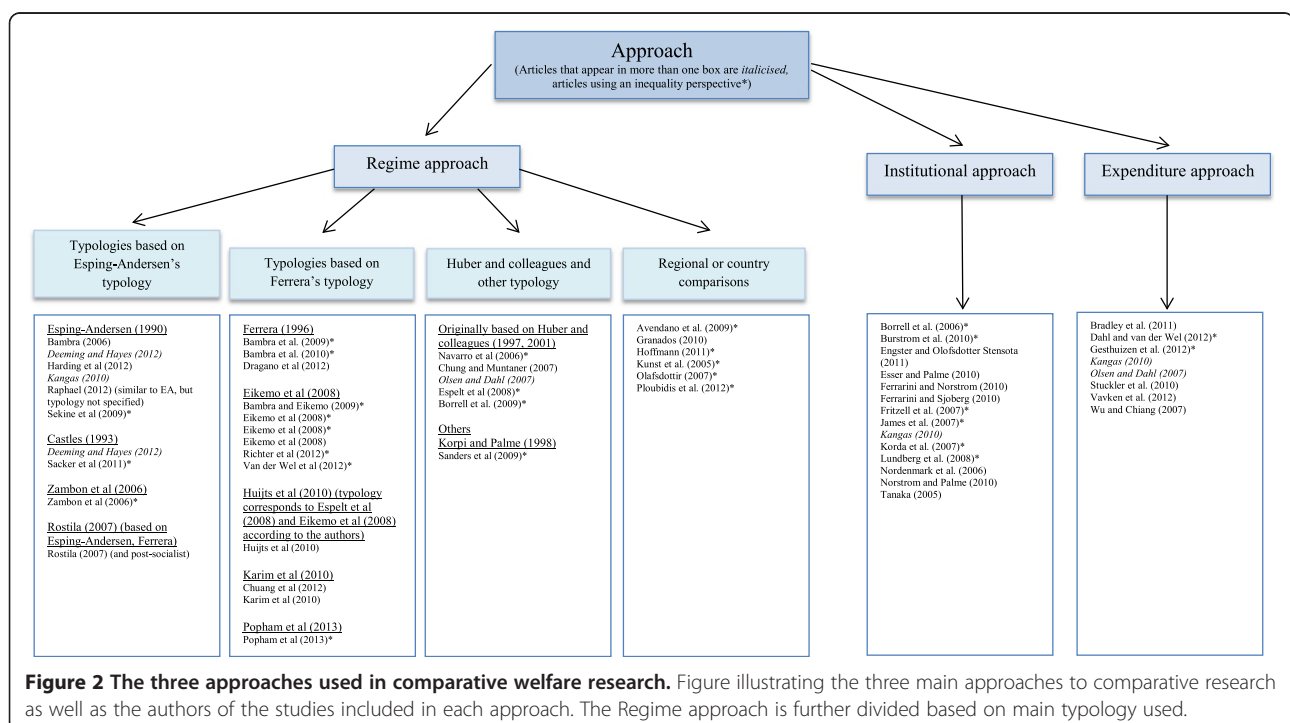 Approach
(Articles that appear in more than one box are italicised,
articles using an inequality perspective*)
Regime approach
Institutional approach
Expenditure approach
Typologies based on
Esping-Andersen's
typology
Typologies based on
Ferrera's typology
Huber and colleagues and
other typology
Regional or country
comparisons
Esping-Andersen (1990)
Bambra (2006)
Deeming and Hayes (2012)
Harding et al (2012)
Kangas (2010)
Raphael (2012) (similar to EA, but
typology not specified)
Sekine et al (2009)*
Castles (1993)
Deeming and Hayes (2012)
Sacker et al (2011)*
Zambon et al (2006)
Zambon et al (2006)*
Rostila (2007) (based on
Esping-Andersen, Ferrera)
Rostila (2007) (and post-socialist)
Ferrera (1996)
Bambra et al. (2009)*
Bambra et al. (2010)*
Dragano et al (2012)
Eikemo et al (2008)
Bambra and Eikemo (2009)*
Eikemo et al (2008)*
Eikemo et al (2008)*
Eikemo et al (2008)
Richter et al (2012)*
Van der Wel et al (2012)*
Huijts et al (2010) (typology
corresponds to Espelt et al
(2008) and Eikemo et al (2008)
according to the authors)
Huijts et al (2010)
Karim et al (2010)
Chuang et al (2012)
Karim et al (2010)
Popham et al (2013)
Popham et al (2013)*
Originally based on Huber and
colleagues (1997, 2001)
Navarro et al (2006)*
Chung and Muntaner (2007)
Olsen and Dahl (2007)
Espelt et al (2008)*
Borrell et al. (2009)*
Others
Korpi and Palme (1998)
Sanders et al (2009)*
Avendano et al. (2009)*
Granados (2010)
Hoffmann (2011)*
Kunst et al. (2005)*
Olafsdottir (2007)*
Ploubidis et al. (2012)*
Borrell et al. (2006)*
Burstrom et al. (2010)*
Engster and Olofsdotter Stensota
(2011)
Esser and Palme (2010)
Ferrarini and Norstrom (2010)
Ferrarini and Sjoberg (2010)
Fritzell et al. (2007)*
James et al. (2007)*
Kangas (2010)
Korda et al. (2007)*
Lundberg et al. (2008)*
Nordenmark et al. (2006)
Norstrom and Palme (2010)
Tanaka (2005)
Bradley et al. (2011)
Dahl and van der Wel (2012)*
Gesthuizen et al. (2012)*
Kangas (2010)
Olsen and Dahl (2007)
Stuckler et al. (2010)
Vavken et al. (2012)
Wu and Chiang (2007)
Figure 2 The three approaches used in comparative welfare research. Figure illustrating the three main approaches to comparative research
as well as the authors of the studies included in each approach. The Regime approach is further divided based on main typology used.